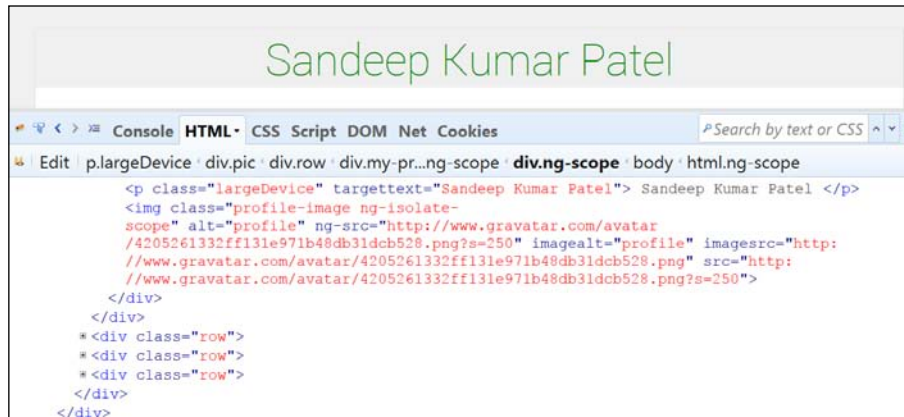 Sandeep Kumar Patel
Console HTML CSS Script DOM Net Cookies Search by text or CSS
Edit p.largeDevice div.pic div.row div.my-pr...ng-scope div.ng-scope body html.ng-scope
<p class="largeDevice" targettext="Sandeep Kumar Patel"> Sandeep Kumar Patel </p>
<img class="profile-image ng-isolate-
scope" alt="profile" ng-src="http://www.gravatar.com/avatar
/4205261332ff131e971b48db31dcb528.png?s=250" imagealt="profile" imagesrc="http:
//www.gravatar.com/avatar/4205261332ff131e971b48db31dcb528.png" src="http:
//www.gravatar.com/avatar/4205261332ff131e971b48db31dcb528.png?s=250">
</div>
</div>
<div class="row">
<div class="row">
<div class="row">
</div>
</div>